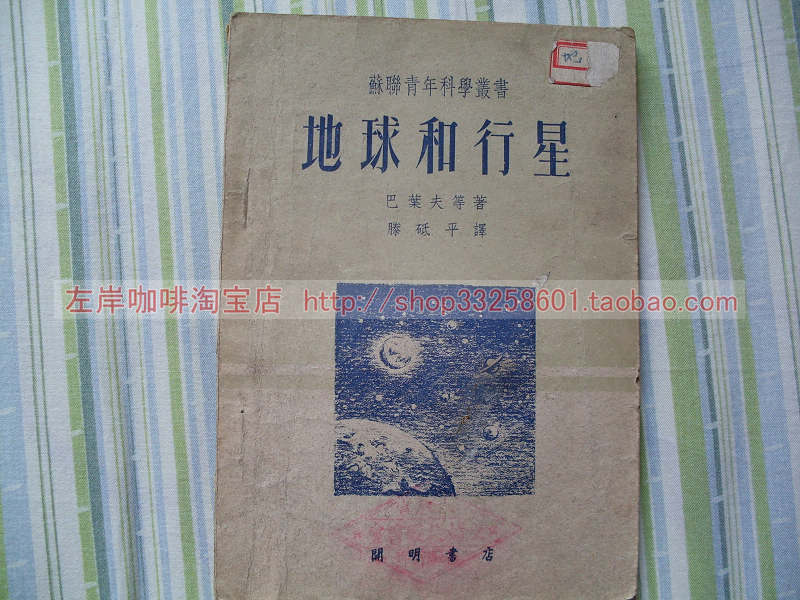 蘇聯青年科學叢書
地球和行星
巴葉夫等著
滕砥平譯
左岸咖啡淘宝店 http://shop33258601.taobao.com
開明書店